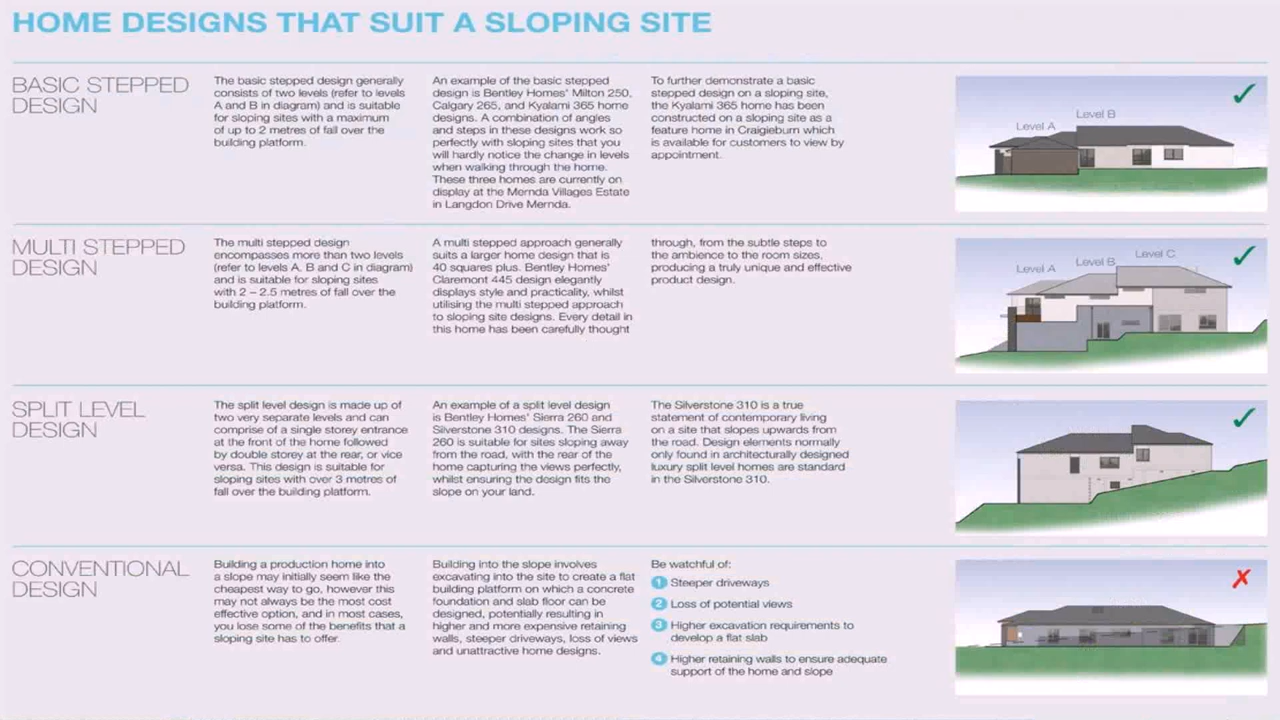 HOME DESIGNS THAT SUIT A SLOPING SITE
BASIC STEPPED
DESIGN
The basic stepped design generally
consists of two levels (refer to levels
A and B in diagram) and is suitable
for sloping sites with a maximum
of up to 2 metres of fall over the
building platform.
An example of the basic stepped
design is Bentley Homes' Milton 250,
Calgary 265, and Kyalami 365 home
designs. A combination of angles
and steps in these designs work so
perfectly with sloping sites that you
will hardly notice the change in levels
when walking through the home.
These three homes are currently on
display at the Mernda Villages Estate
in Langdon Drive Mernda.
To further demonstrate a basic
stepped design on a sloping site,
the Kyalami 365 home has been
constructed on a sloping site as a
feature home in Craigieburn which
is available for customers to view by
appointment.
Level A
Level B
MULTI STEPPED
DESIGN
The multi stepped design
encompasses more than two levels
(refer to levels A, B and C in diagram)
and is suitable for sloping sites
with 2 – 2.5 metres of fall over the
building platform.
A multi stepped approach generally
suits a larger home design that is
40 squares plus. Bentley Homes'
Claremont 445 design elegantly
displays style and practicality, whilst
utilising the multi stepped approach
to sloping site designs. Every detail in
this home has been carefully thought
through, from the subtle steps to
the ambience to the room sizes,
producing a truly unique and effective
product design.
Level A
Level B
Level C
SPLIT LEVEL
DESIGN
The split level design is made up of
two very separate levels and can
comprise of a single storey entrance
at the front of the home followed
by double storey at the rear, or vice
versa. This design is suitable for
sloping sites with over 3 metres of
fall over the building platform.
An example of a split level design
is Bentley Homes' Sierra 260 and
Silverstone 310 designs. The Sierra
260 is suitable for sites sloping away
from the road, with the rear of the
home capturing the views perfectly,
whilst ensuring the design fits the
slope on your land.
The Silverstone 310 is a true
statement of contemporary living
on a site that slopes upwards from
the road. Design elements normally
only found in architecturally designed
luxury split level homes are standard
in the Silverstone 310.
CONVENTIONAL
DESIGN
Building a production home into
a slope may initially seem like the
cheapest way to go, however this
may not always be the most cost
effective option, and in most cases,
you lose some of the benefits that a
sloping site has to offer.
Building into the slope involves
excavating into the site to create a flat
building platform on which a concrete
foundation and slab floor can be
designed, potentially resulting in
higher and more expensive retaining
walls, steeper driveways, loss of views
and unattractive home designs.
Be watchful of:
1 Steeper driveways
2 Loss of potential views
3 Higher excavation requirements to
develop a flat slab
4 Higher retaining walls to ensure adequate
support of the home and slope